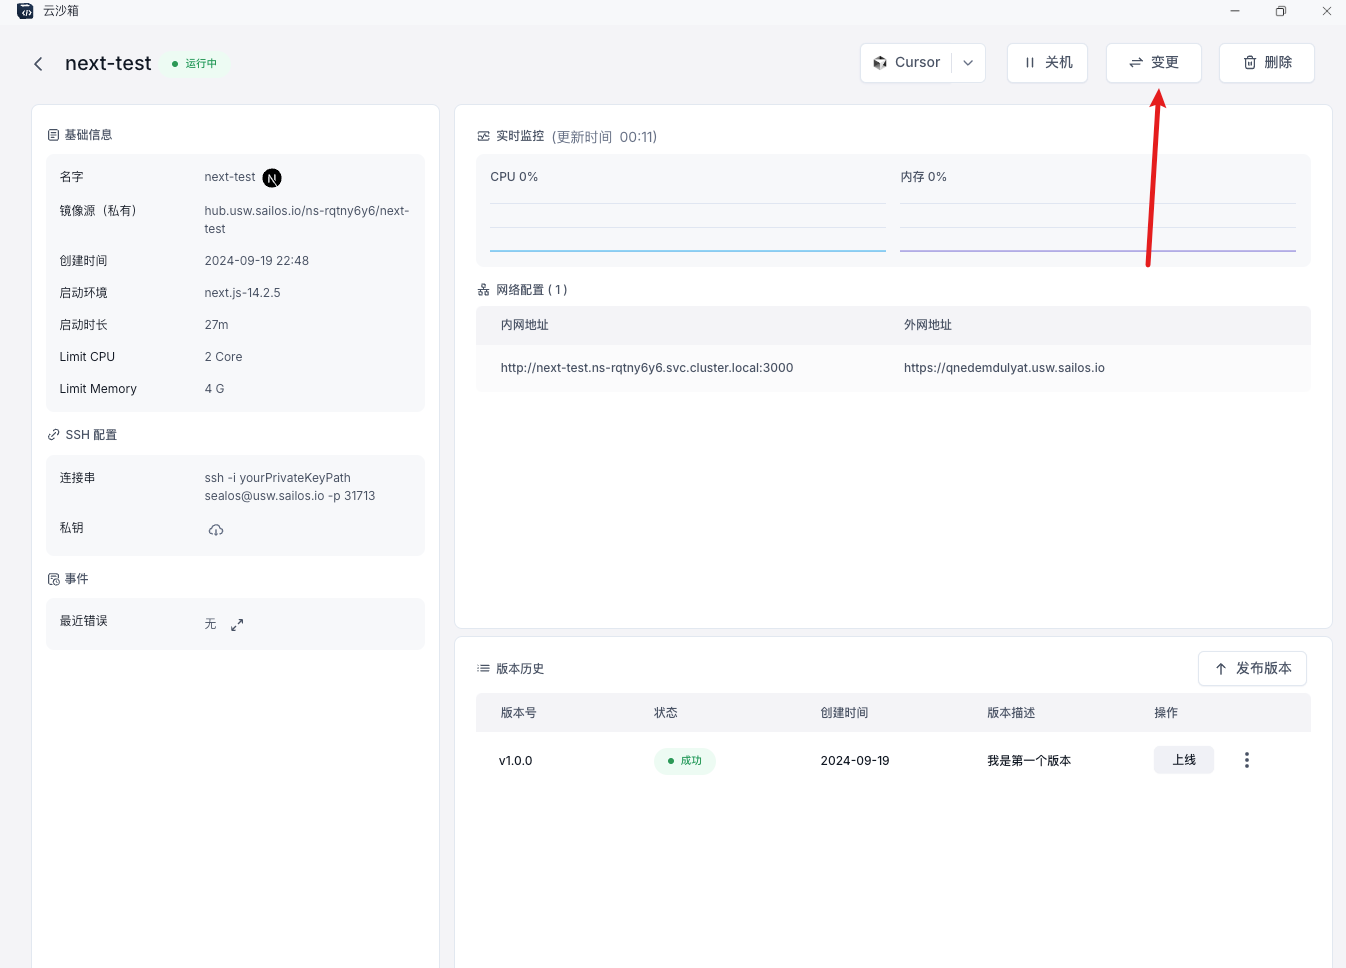 云沙箱
next-test
运行中
Cursor
关机
变更
删除
基础信息
名字
next-test
N
镜像源（私有）
hub.usw.sailos.io/ns-rqtny6y6/next-
test
创建时间
2024-09-19 22:48
启动环境
next.js-14.2.5
启动时长
27m
Limit CPU
2 Core
Limit Memory
4 G
SSH 配置
连接串
ssh -i yourPrivateKeyPath
sealos@usw.sailos.io -p 31713
私钥
事件
最近错误
无
实时监控 (更新时间 00:11)
CPU 0%
内存 0%
网络配置 ( 1 )
内网地址
外网地址
http://next-test.ns-rqtny6y6.svc.cluster.local:3000
https://qnedemdulyat.usw.sailos.io
版本历史
发布版本
版本号
状态
创建时间
版本描述
操作
v1.0.0
成功
2024-09-19
我是第一个版本
上线